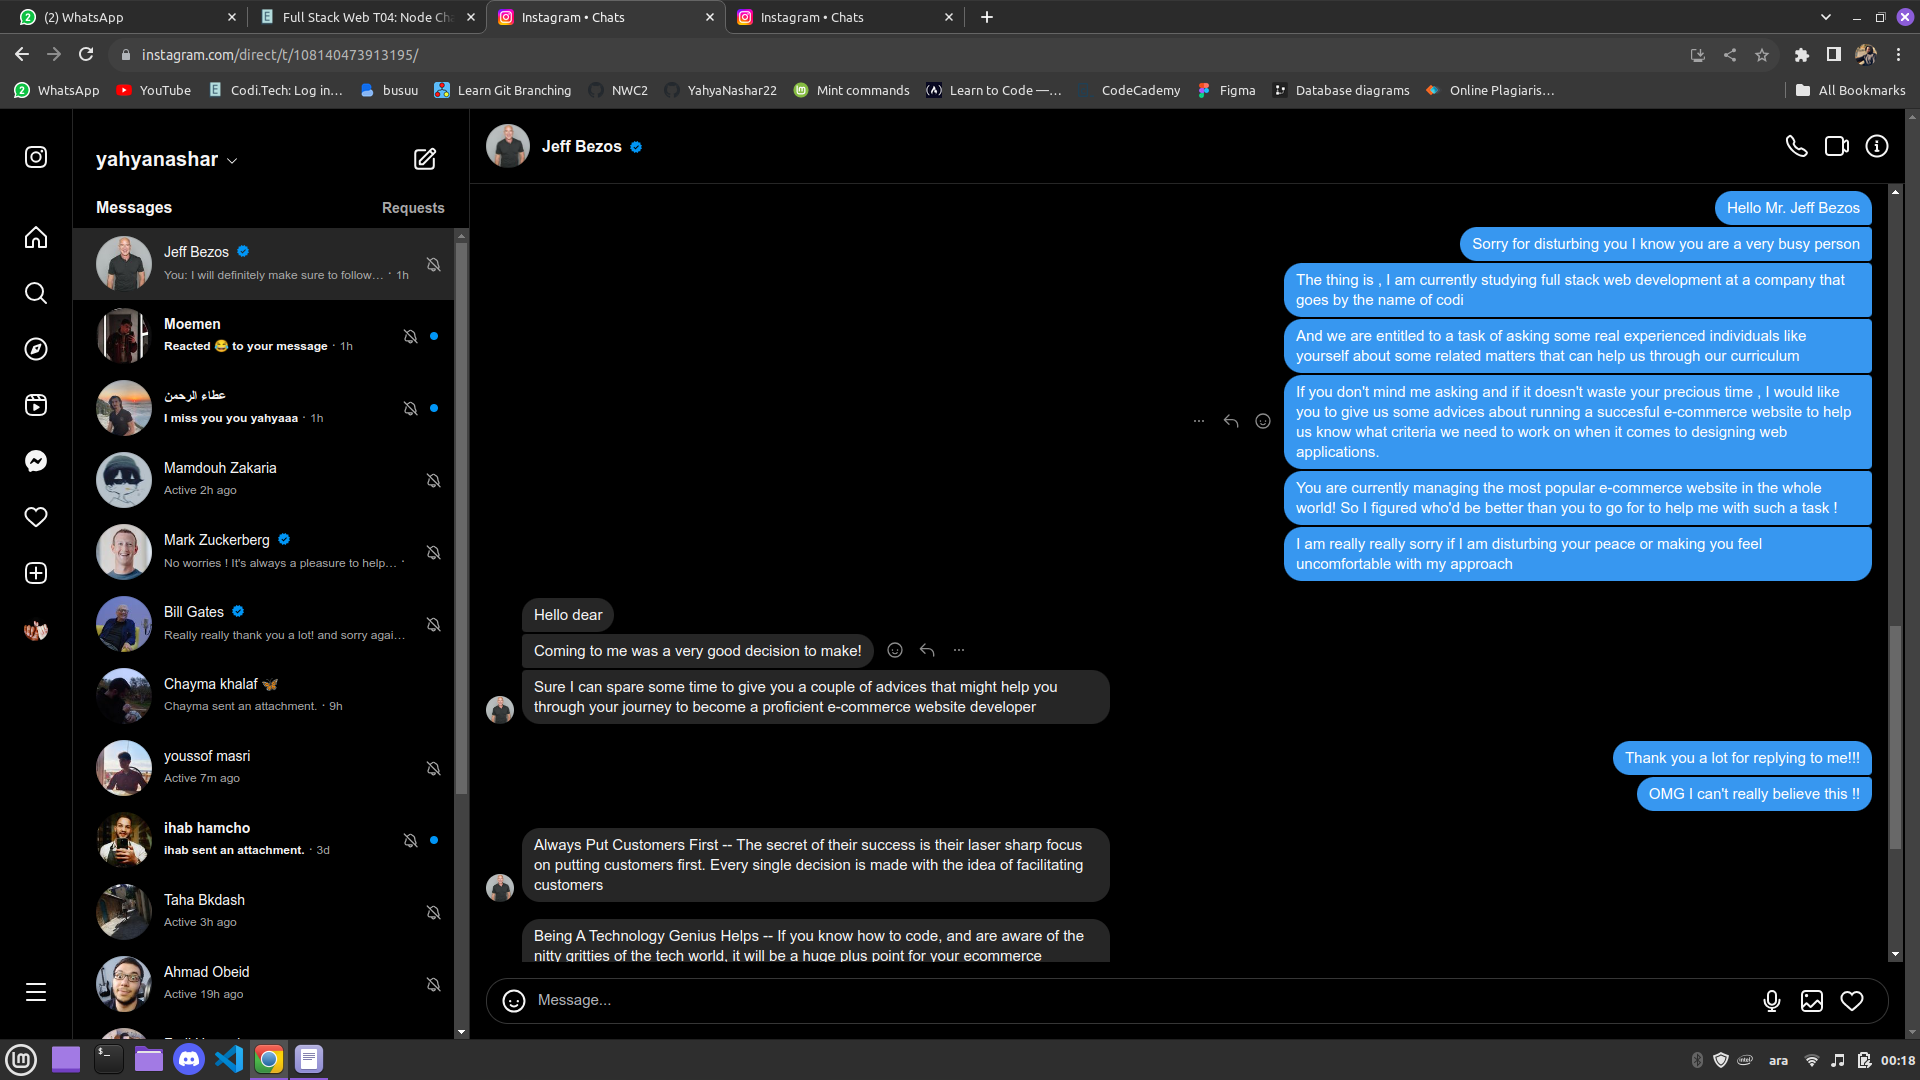 (2) WhatsApp
Full Stack Web T04: Node Cha
Instagram • Chats
Instagram • Chats
instagram.com/direct/t/108140473913195/
WhatsApp
YouTube
Codi.Tech: Log in...
busuu
Learn Git Branching
NWC2
YahyaNashar22
Mint commands
Learn to Code —...
CodeCademy
Figma
Database diagrams
Online Plagiaris...
All Bookmarks
yahyanashar
Messages
Requests
Jeff Bezos
You: I will definitely make sure to follow... · 1h
Moemen
Reacted 😂 to your message · 1h
عطاء الرحمن
I miss you you yahyaaa · 1h
Mamdouh Zakaria
Active 2h ago
Mark Zuckerberg
No worries ! It's always a pleasure to help... ·
Bill Gates
Really really thank you a lot! and sorry agai...
Chayma khalaf 🦋
Chayma sent an attachment. · 9h
youssof masri
Active 7m ago
ihab hamcho
ihab sent an attachment. · 3d
Taha Bkdash
Active 3h ago
Ahmad Obeid
Active 19h ago
Jeff Bezos
Hello Mr. Jeff Bezos
Sorry for disturbing you I know you are a very busy person
The thing is , I am currently studying full stack web development at a company that
goes by the name of codi
And we are entitled to a task of asking some real experienced individuals like
yourself about some related matters that can help us through our curriculum
If you don't mind me asking and if it doesn't waste your precious time , I would like
you to give us some advices about running a succesful e-commerce website to help
us know what criteria we need to work on when it comes to designing web
applications.
You are currently managing the most popular e-commerce website in the whole
world! So I figured who'd be better than you to go for to help me with such a task !
I am really really sorry if I am disturbing your peace or making you feel
uncomfortable with my approach
Hello dear
Coming to me was a very good decision to make!
Sure I can spare some time to give you a couple of advices that might help you
through your journey to become a proficient e-commerce website developer
Thank you a lot for replying to me!!!
OMG I can't really believe this !!
Always Put Customers First -- The secret of their success is their laser sharp focus
on putting customers first. Every single decision is made with the idea of facilitating
customers
Being A Technology Genius Helps -- If you know how to code, and are aware of the
nitty gritties of the tech world, it will be a huge plus point for your ecommerce
Message...
ara
00:18